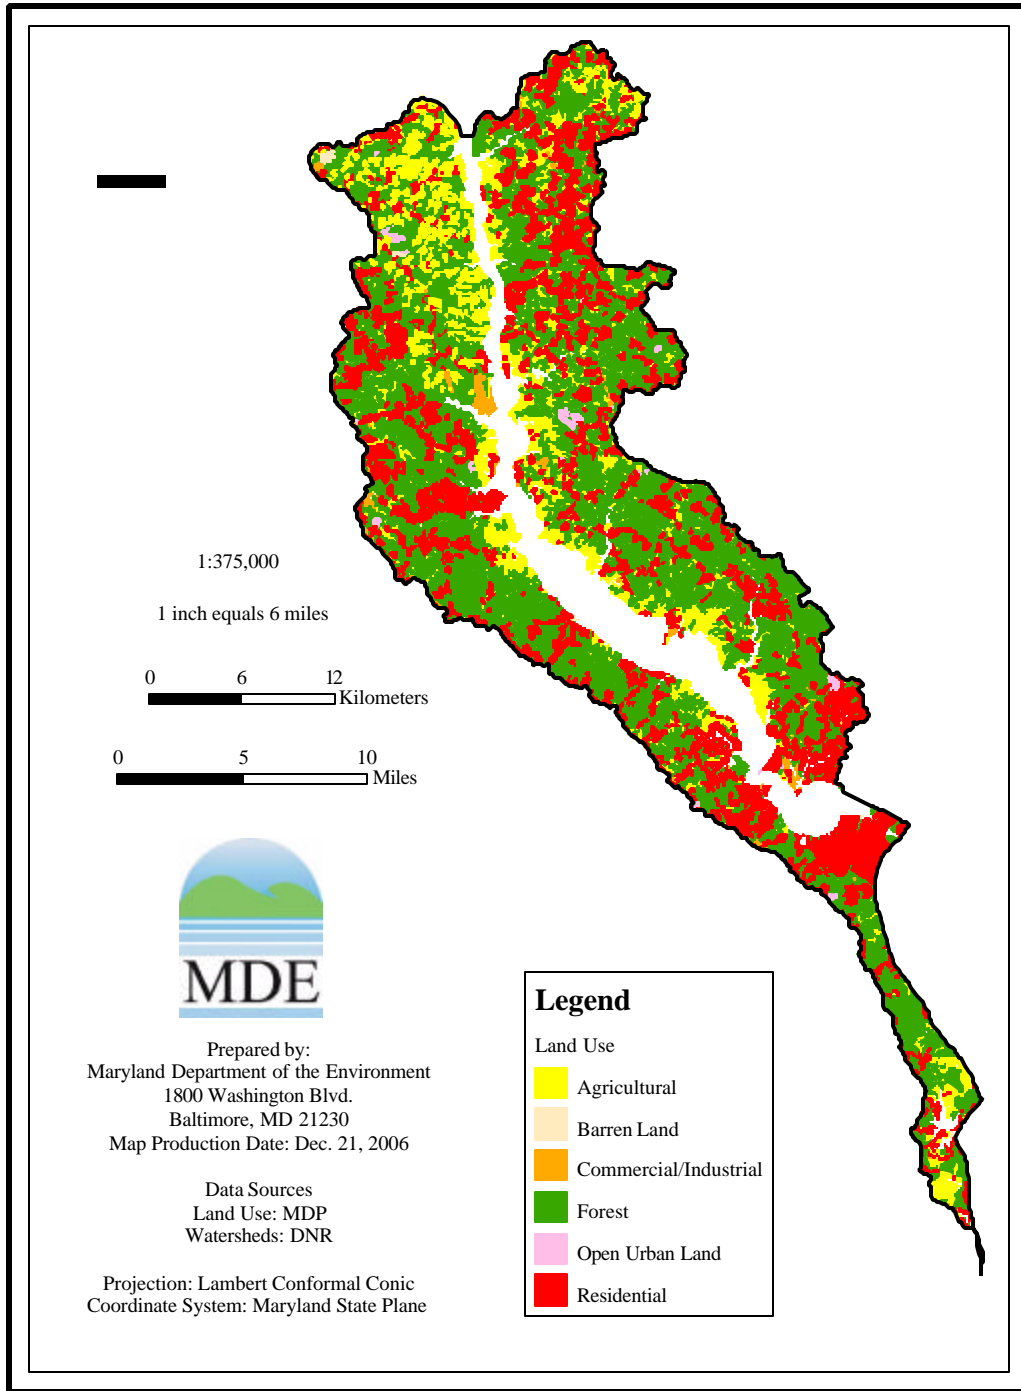 1:375,000
1 inch equals 6 miles
0 6 12
Kilometers
0 5 10
Miles
MDE
Prepared by:
Maryland Department of the Environment
1800 Washington Blvd.
Baltimore, MD 21230
Map Production Date: Dec. 21, 2006
Data Sources
Land Use: MDP
Watersheds: DNR
Projection: Lambert Conformal Conic
Coordinate System: Maryland State Plane
Legend
Land Use
Agricultural
Barren Land
Commercial/Industrial
Forest
Open Urban Land
Residential